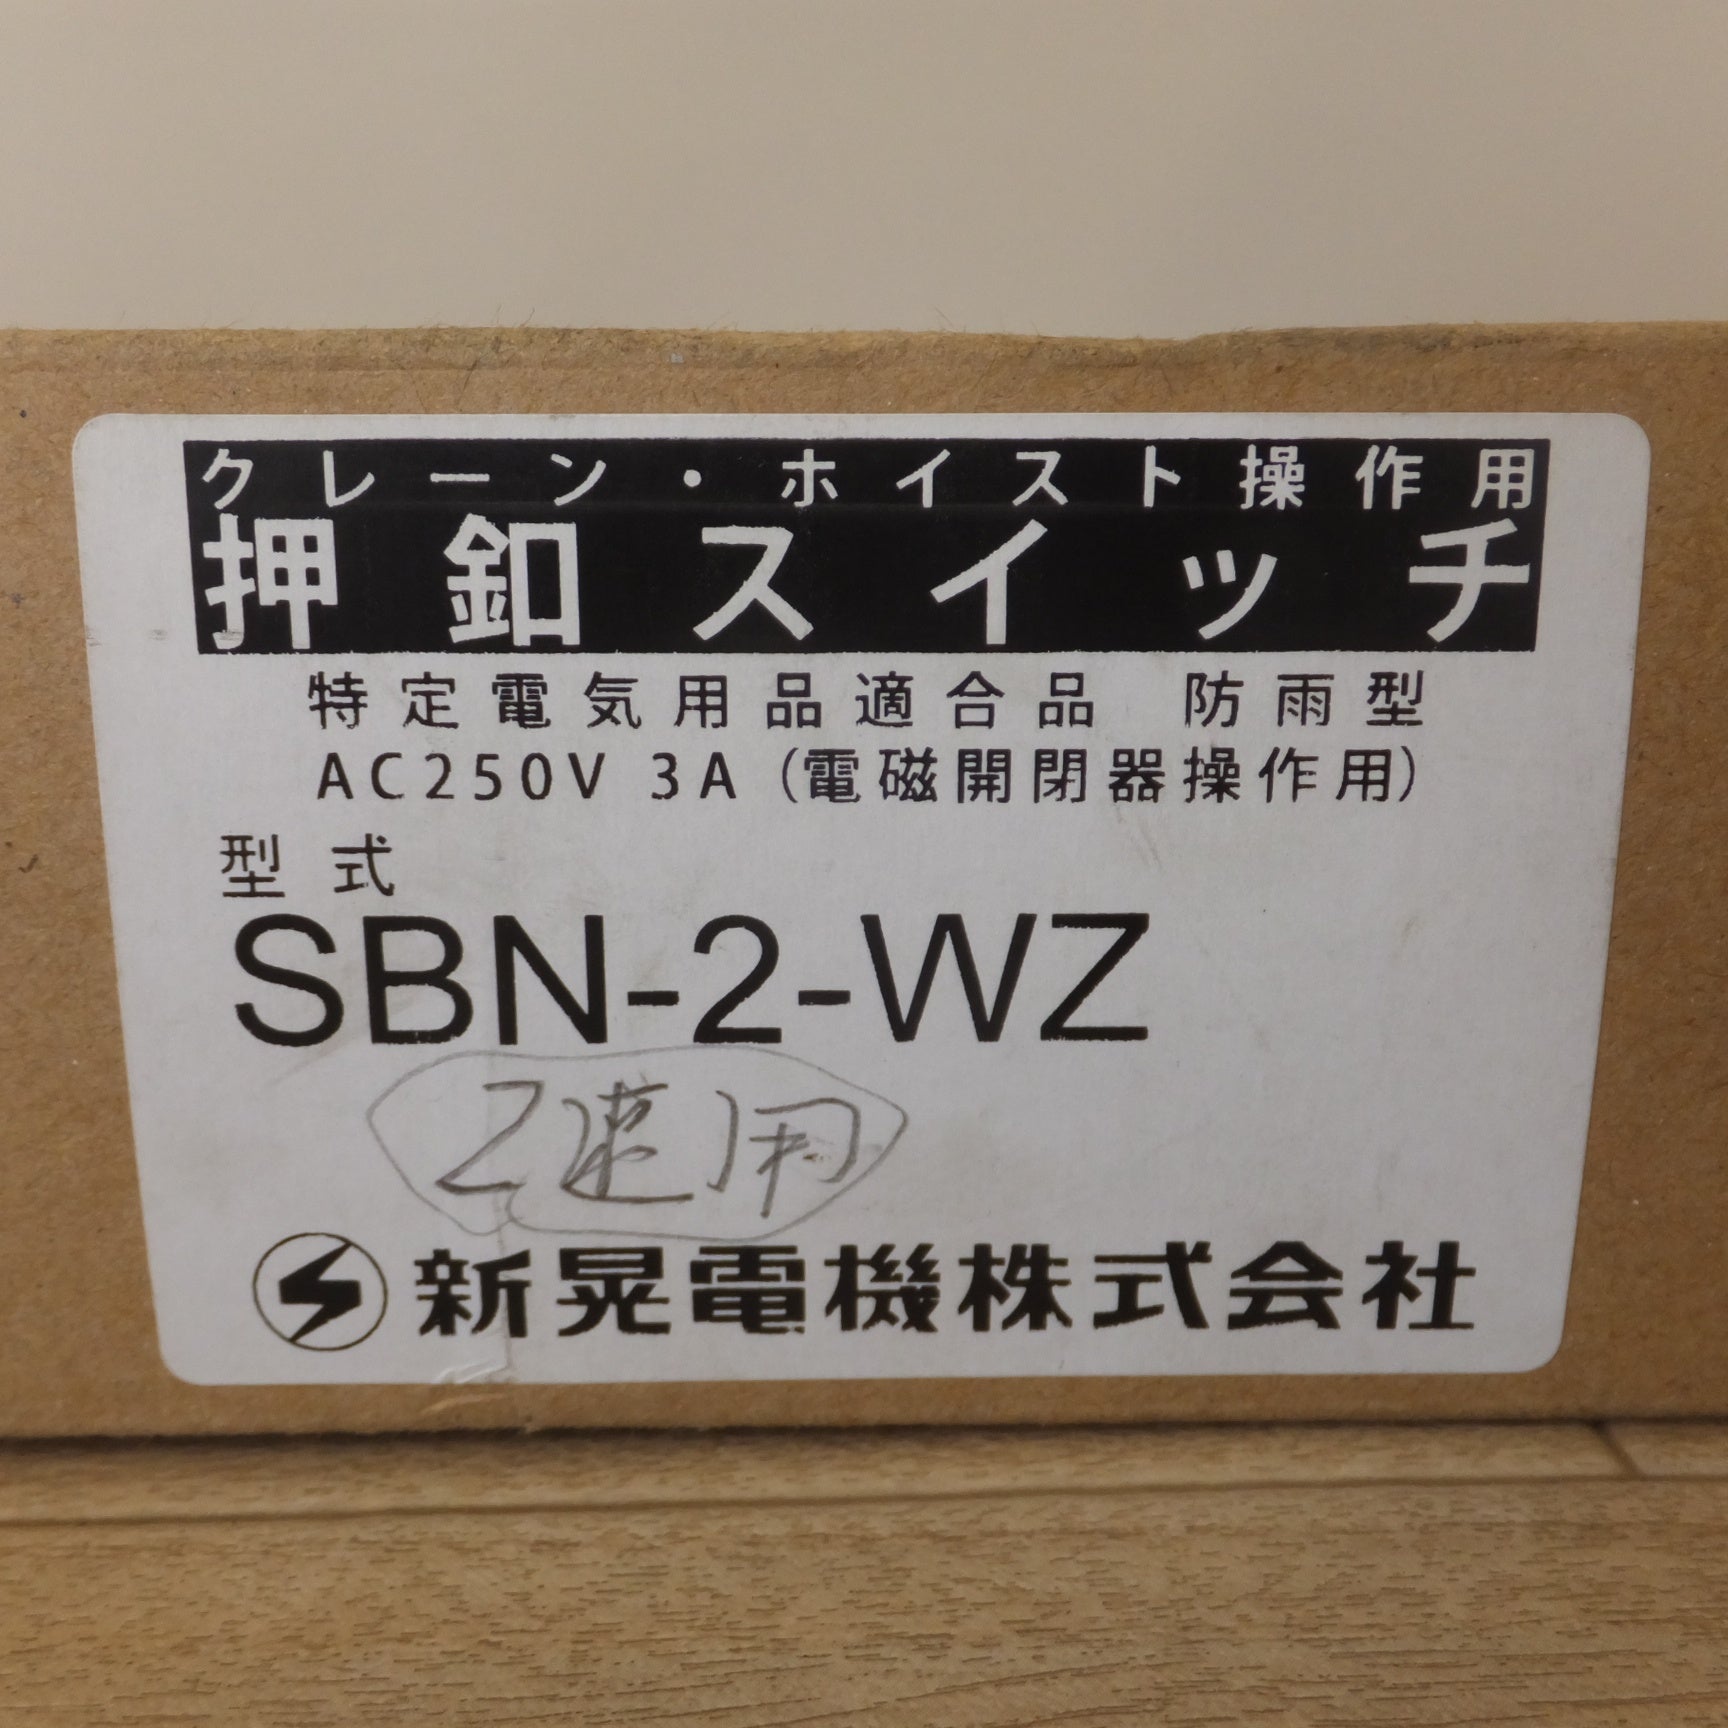 クレーン・ホイスト操作用
押釦スイッチ
特定電気用品適合品 防雨型
AC250V 3A (電磁開閉器操作用)
型式
SBN-2-WZ
2速用
新晃電機株式会社